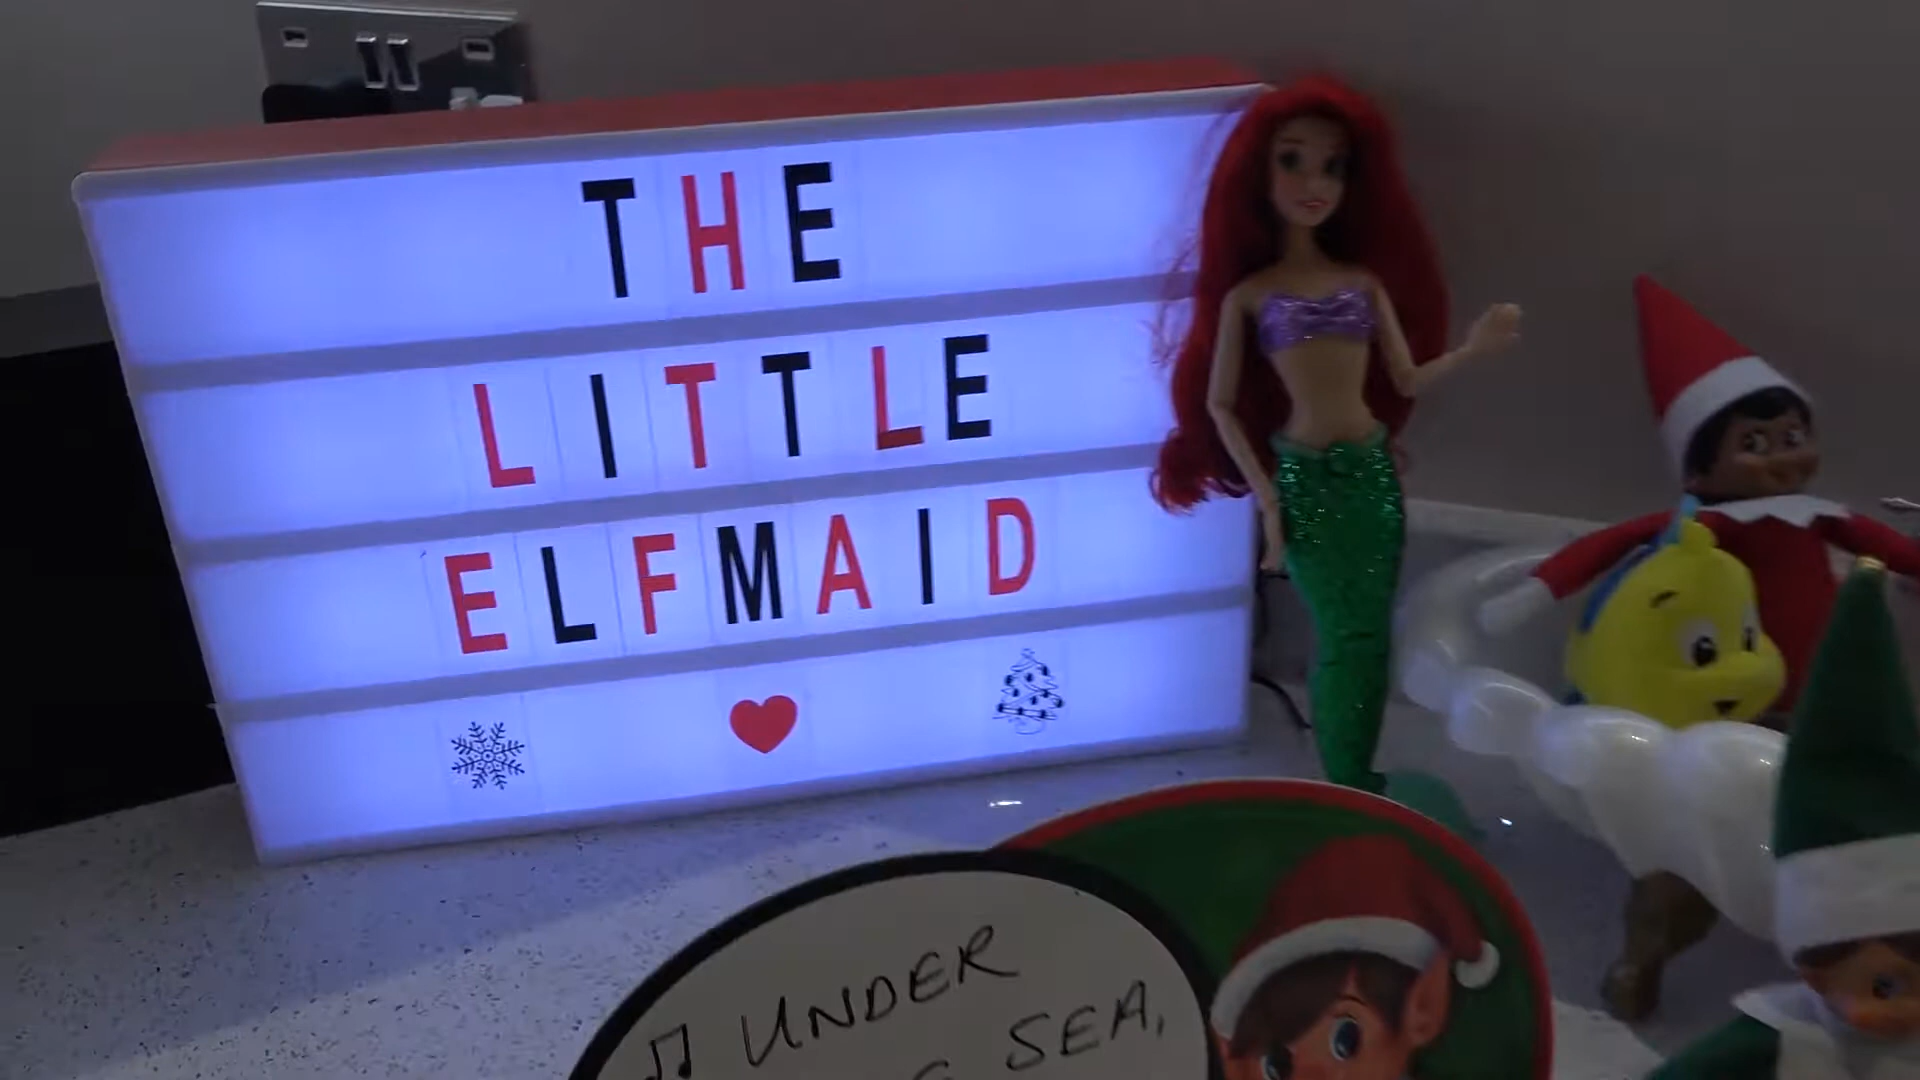 THE
LITTLE
ELFMAID
♫ UNDER
SEA,